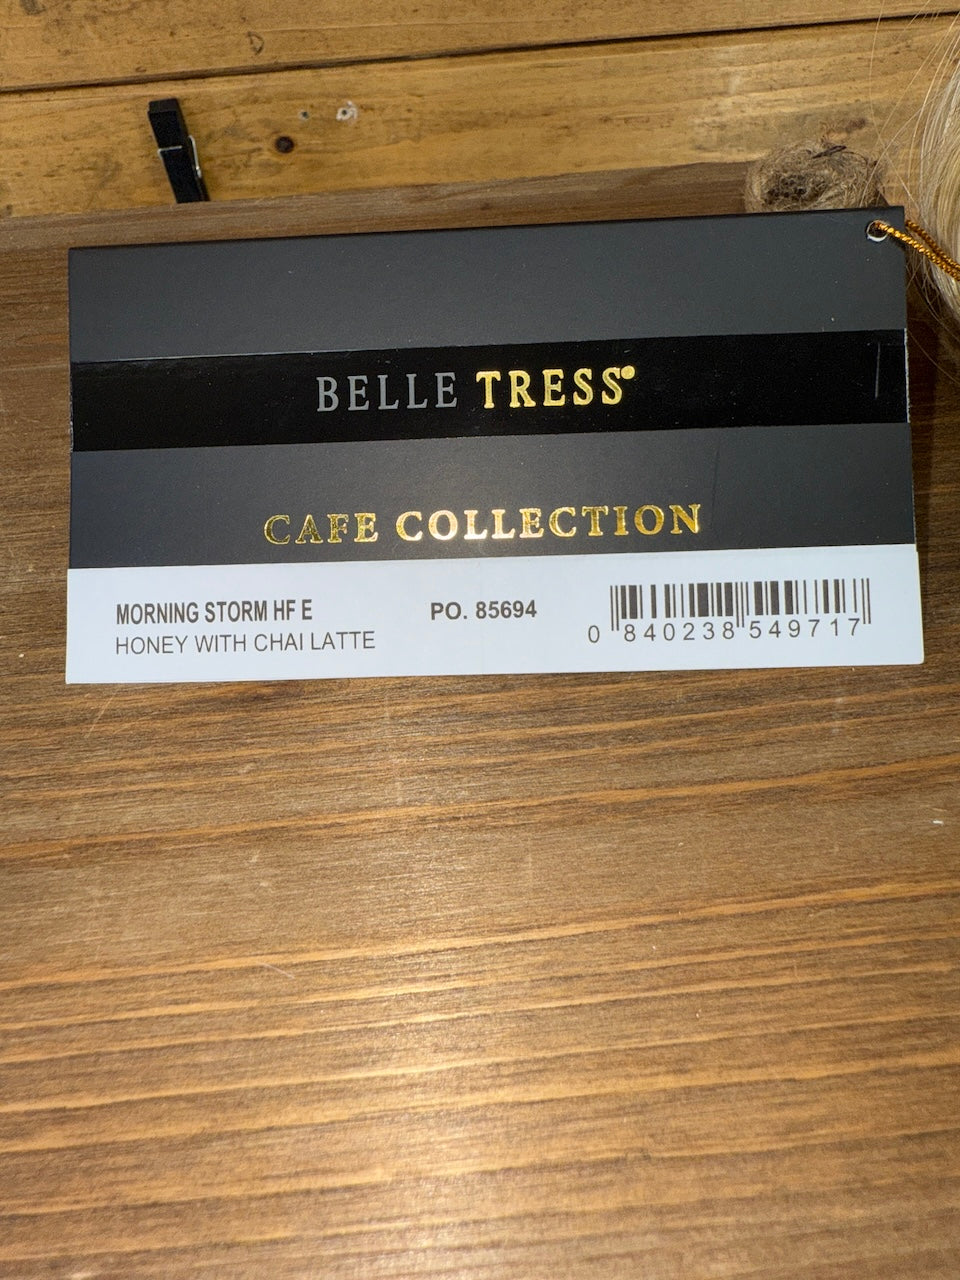 BELLE TRESS®
CAFE COLLECTION
MORNING STORM HF E
HONEY WITH CHAI LATTE
PO. 85694
0 840238 549717